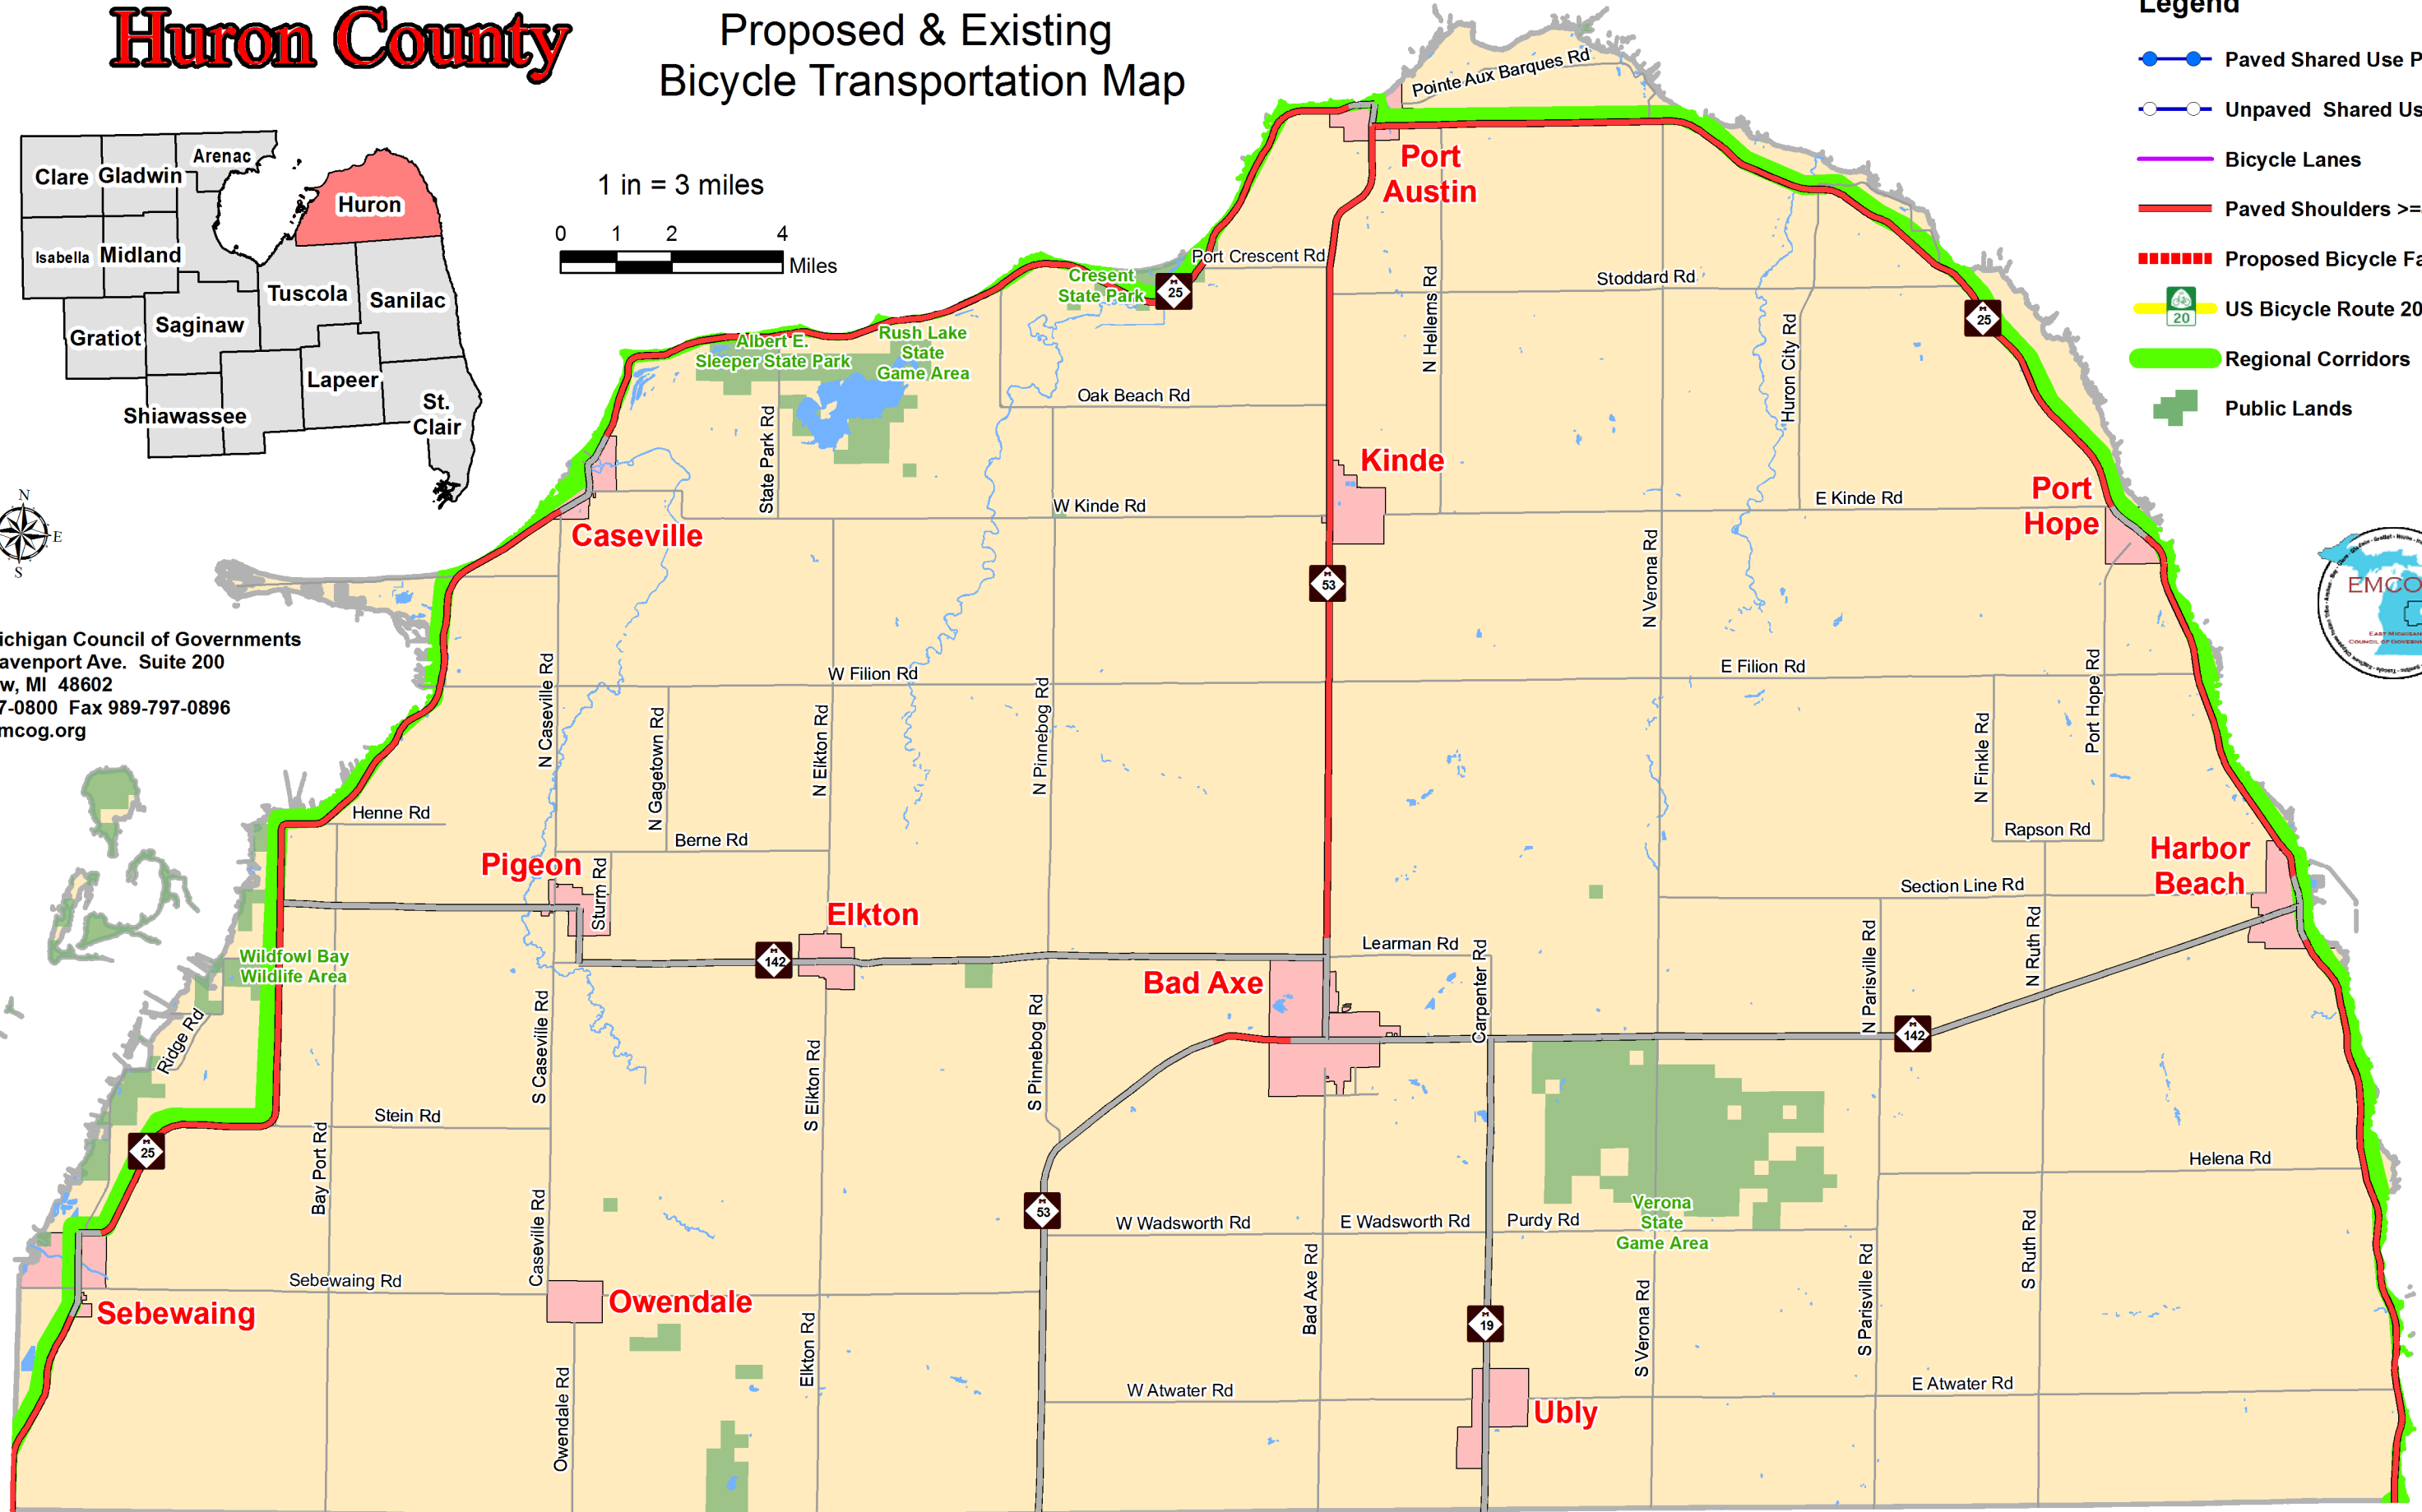 Huron County
Proposed & Existing
Bicycle Transportation Map
Legend
Paved Shared Use P
Unpaved Shared Us
Bicycle Lanes
Paved Shoulders >=
Proposed Bicycle Fa
20
US Bicycle Route 20
Regional Corridors
Public Lands
Arenac
Clare
Gladwin
Huron
Isabella
Midland
Tuscola
Sanilac
Gratiot
Saginaw
Lapeer
Shiawassee
St.
Clair
1 in = 3 miles
0 1 2 4
Miles
N
E
S
ichigan Council of Governments
avenport Ave. Suite 200
w, MI 48602
7-0800 Fax 989-797-0896
mcog.org
EMCO
EAST MICHIGAN
Pointe Aux Barques Rd
Port
Austin
Port Crescent Rd
Cresent
State Park
M
25
Stoddard Rd
M
25
N Hellems Rd
Huron City Rd
Albert E.
Sleeper State Park
Rush Lake
State
Game Area
State Park Rd
Oak Beach Rd
Kinde
Port
Hope
Caseville
W Kinde Rd
E Kinde Rd
N Verona Rd
M
53
W Filion Rd
E Filion Rd
N Caseville Rd
N Gagetown Rd
N Elkton Rd
N Pinnebog Rd
N Finkle Rd
Port Hope Rd
Henne Rd
Berne Rd
Rapson Rd
Pigeon
Sturm Rd
Elkton
Harbor
Beach
Section Line Rd
Learman Rd
Carpenter Rd
N Parisville Rd
N Ruth Rd
Wildfowl Bay
Wildlife Area
M
142
Bad Axe
M
142
Ridge Rd
S Caseville Rd
S Elkton Rd
S Pinnebog Rd
Stein Rd
M
25
Bay Port Rd
Helena Rd
Caseville Rd
M
53
W Wadsworth Rd
E Wadsworth Rd
Purdy Rd
Verona
State
Game Area
Bad Axe Rd
S Verona Rd
S Parisville Rd
S Ruth Rd
Sebewaing Rd
Sebewaing
Owendale
Elkton Rd
M
19
Owendale Rd
W Atwater Rd
E Atwater Rd
Ubly